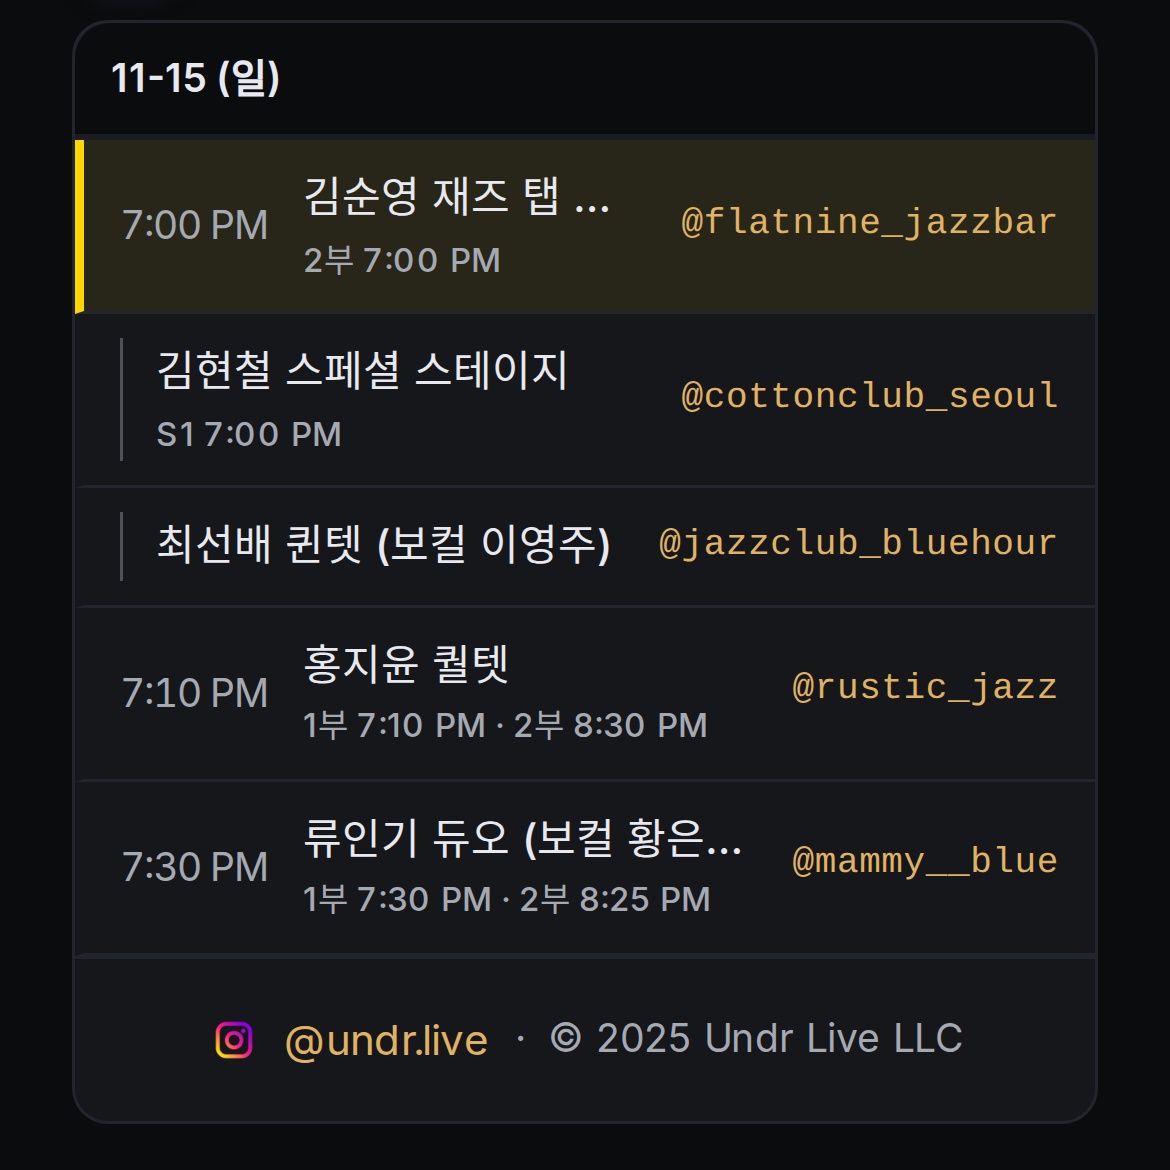 11-15 (일)
7:00 PM
김순영 재즈 탭 ...
2부 7:00 PM
@flatnine_jazzbar
김현철 스페셜 스테이지
S1 7:00 PM
@cottonclub_seoul
최선배 퀸텟 (보컬 이영주)
@jazzclub_bluehour
7:10 PM
홍지윤 퀄텟
1부 7:10 PM · 2부 8:30 PM
@rustic_jazz
7:30 PM
류인기 듀오 (보컬 황은...
1부 7:30 PM · 2부 8:25 PM
@mammy__blue
@undr.live · © 2025 Undr Live LLC